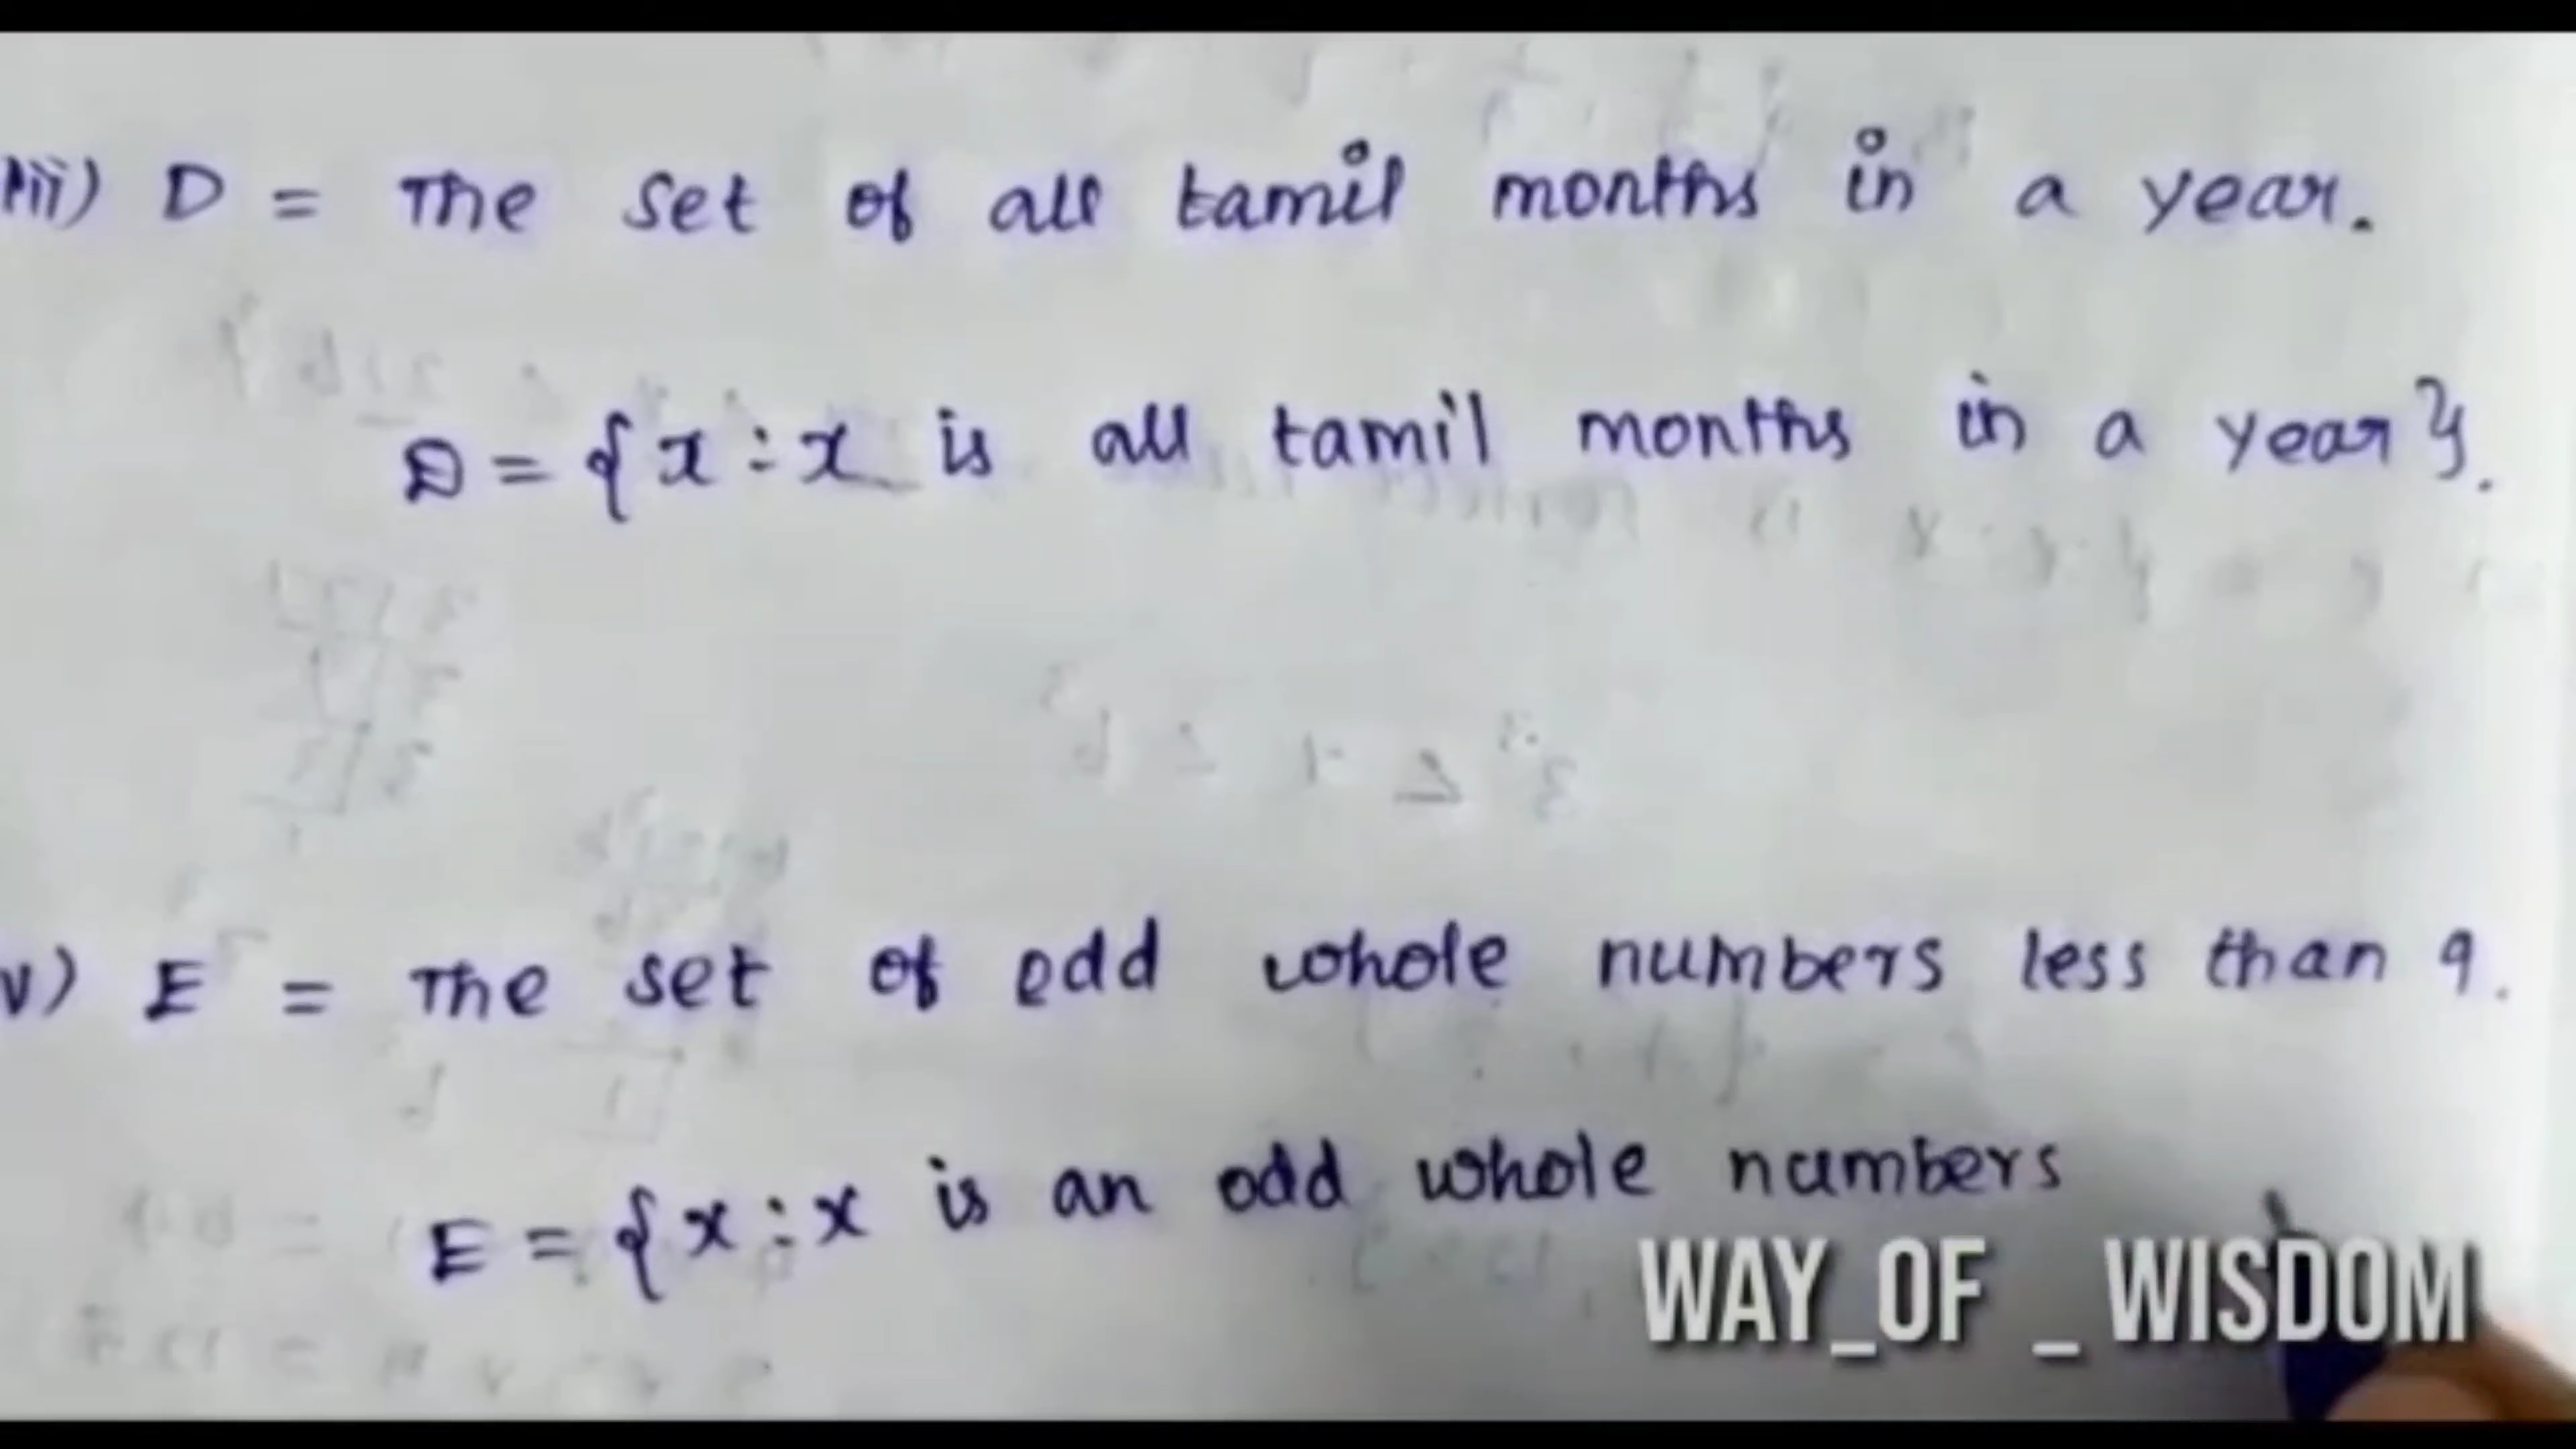 iii) D = The set of all tamil months in a year.
D = {x : x is all tamil months in a year}.
v) E = The set of odd whole numbers less than 9.
E = {x : x is an odd whole numbers
WAY_OF _ WISDOM